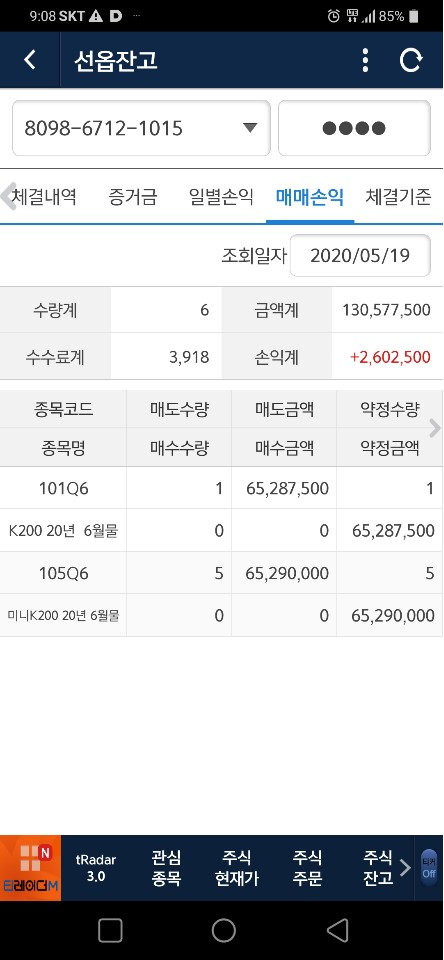 9:08 SKT D ...
85%
선옵잔고
8098-6712-1015
체결내역 증거금 일별손익 매매손익 체결기준
조회일자 2020/05/19
수량계 6 금액계 130,577,500
수수료계 3,918 손익계 +2,602,500
종목코드 매도수량 매도금액 약정수량
종목명 매수수량 매수금액 약정금액
101Q6 1 65,287,500 1
K200 20년 6월물 0 0 65,287,500
105Q6 5 65,290,000 5
미니K200 20년 6월물 0 0 65,290,000
N
티레이더M
tRadar
3.0
관심
종목
주식
현재가
주식
주문
주식
잔고
티커
Off